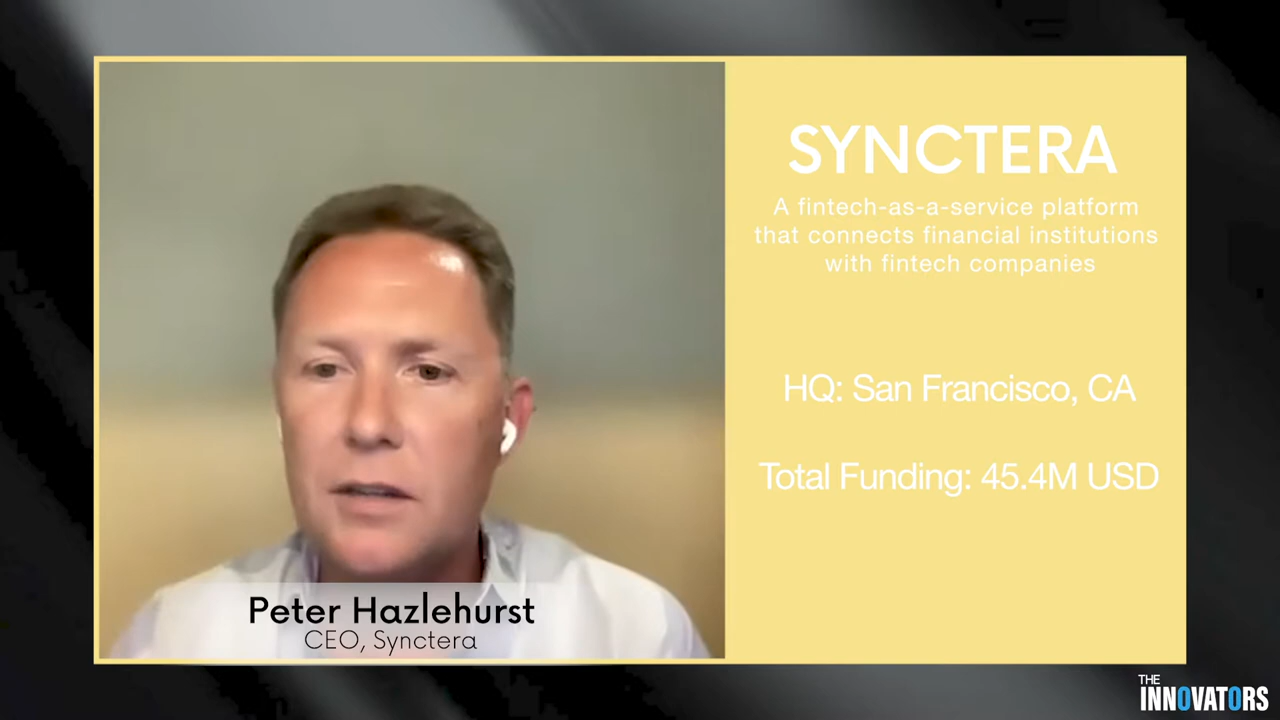 SYNCTERA
A fintech-as-a-service platform
that connects financial institutions
with fintech companies
HQ: San Francisco, CA
Total Funding: 45.4M USD
Peter Hazlehurst
CEO, Synctera
THE
INNOVATORS